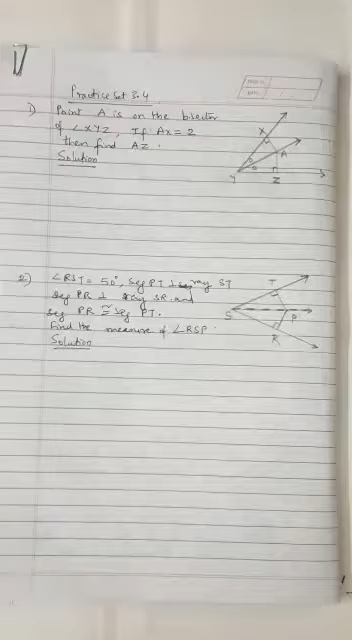 Practice Set 3.4
1) Point A is on the bisector
of ∠XYZ, If AX = 2
then find AZ.
Solution
X
A
Y
Z
2) ∠RST = 50°, seg PT ⊥ ray ST
seg PR ⊥ ray SR and
seg PR ≅ seg PT.
Find the measure of ∠RSP.
Solution
T
S
P
R